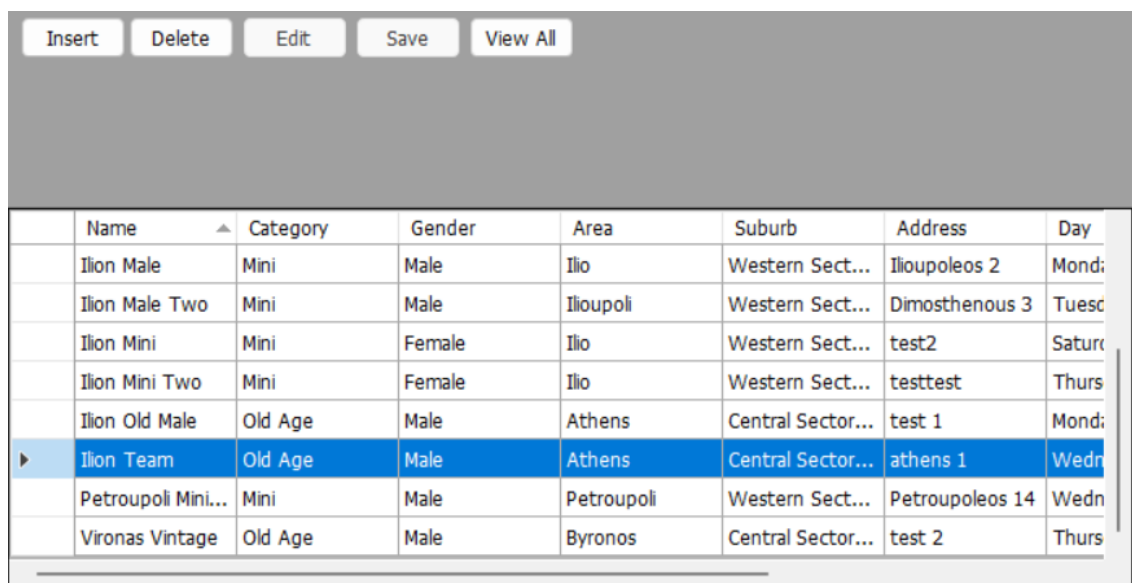 Insert Delete Edit Save View All
Name Category Gender Area Suburb Address Day
Ilion Male Mini Male Ilio Western Sect... Ilioupoleos 2 Monda
Ilion Male Two Mini Male Ilioupoli Western Sect... Dimosthenous 3 Tuesd
Ilion Mini Mini Female Ilio Western Sect... test2 Saturd
Ilion Mini Two Mini Female Ilio Western Sect... testtest Thurs
Ilion Old Male Old Age Male Athens Central Sector... test 1 Monda
Ilion Team Old Age Male Athens Central Sector... athens 1 Wedn
Petroupoli Mini... Mini Male Petroupoli Western Sect... Petroupoleos 14 Wedn
Vironas Vintage Old Age Male Byronos Central Sector... test 2 Thurs